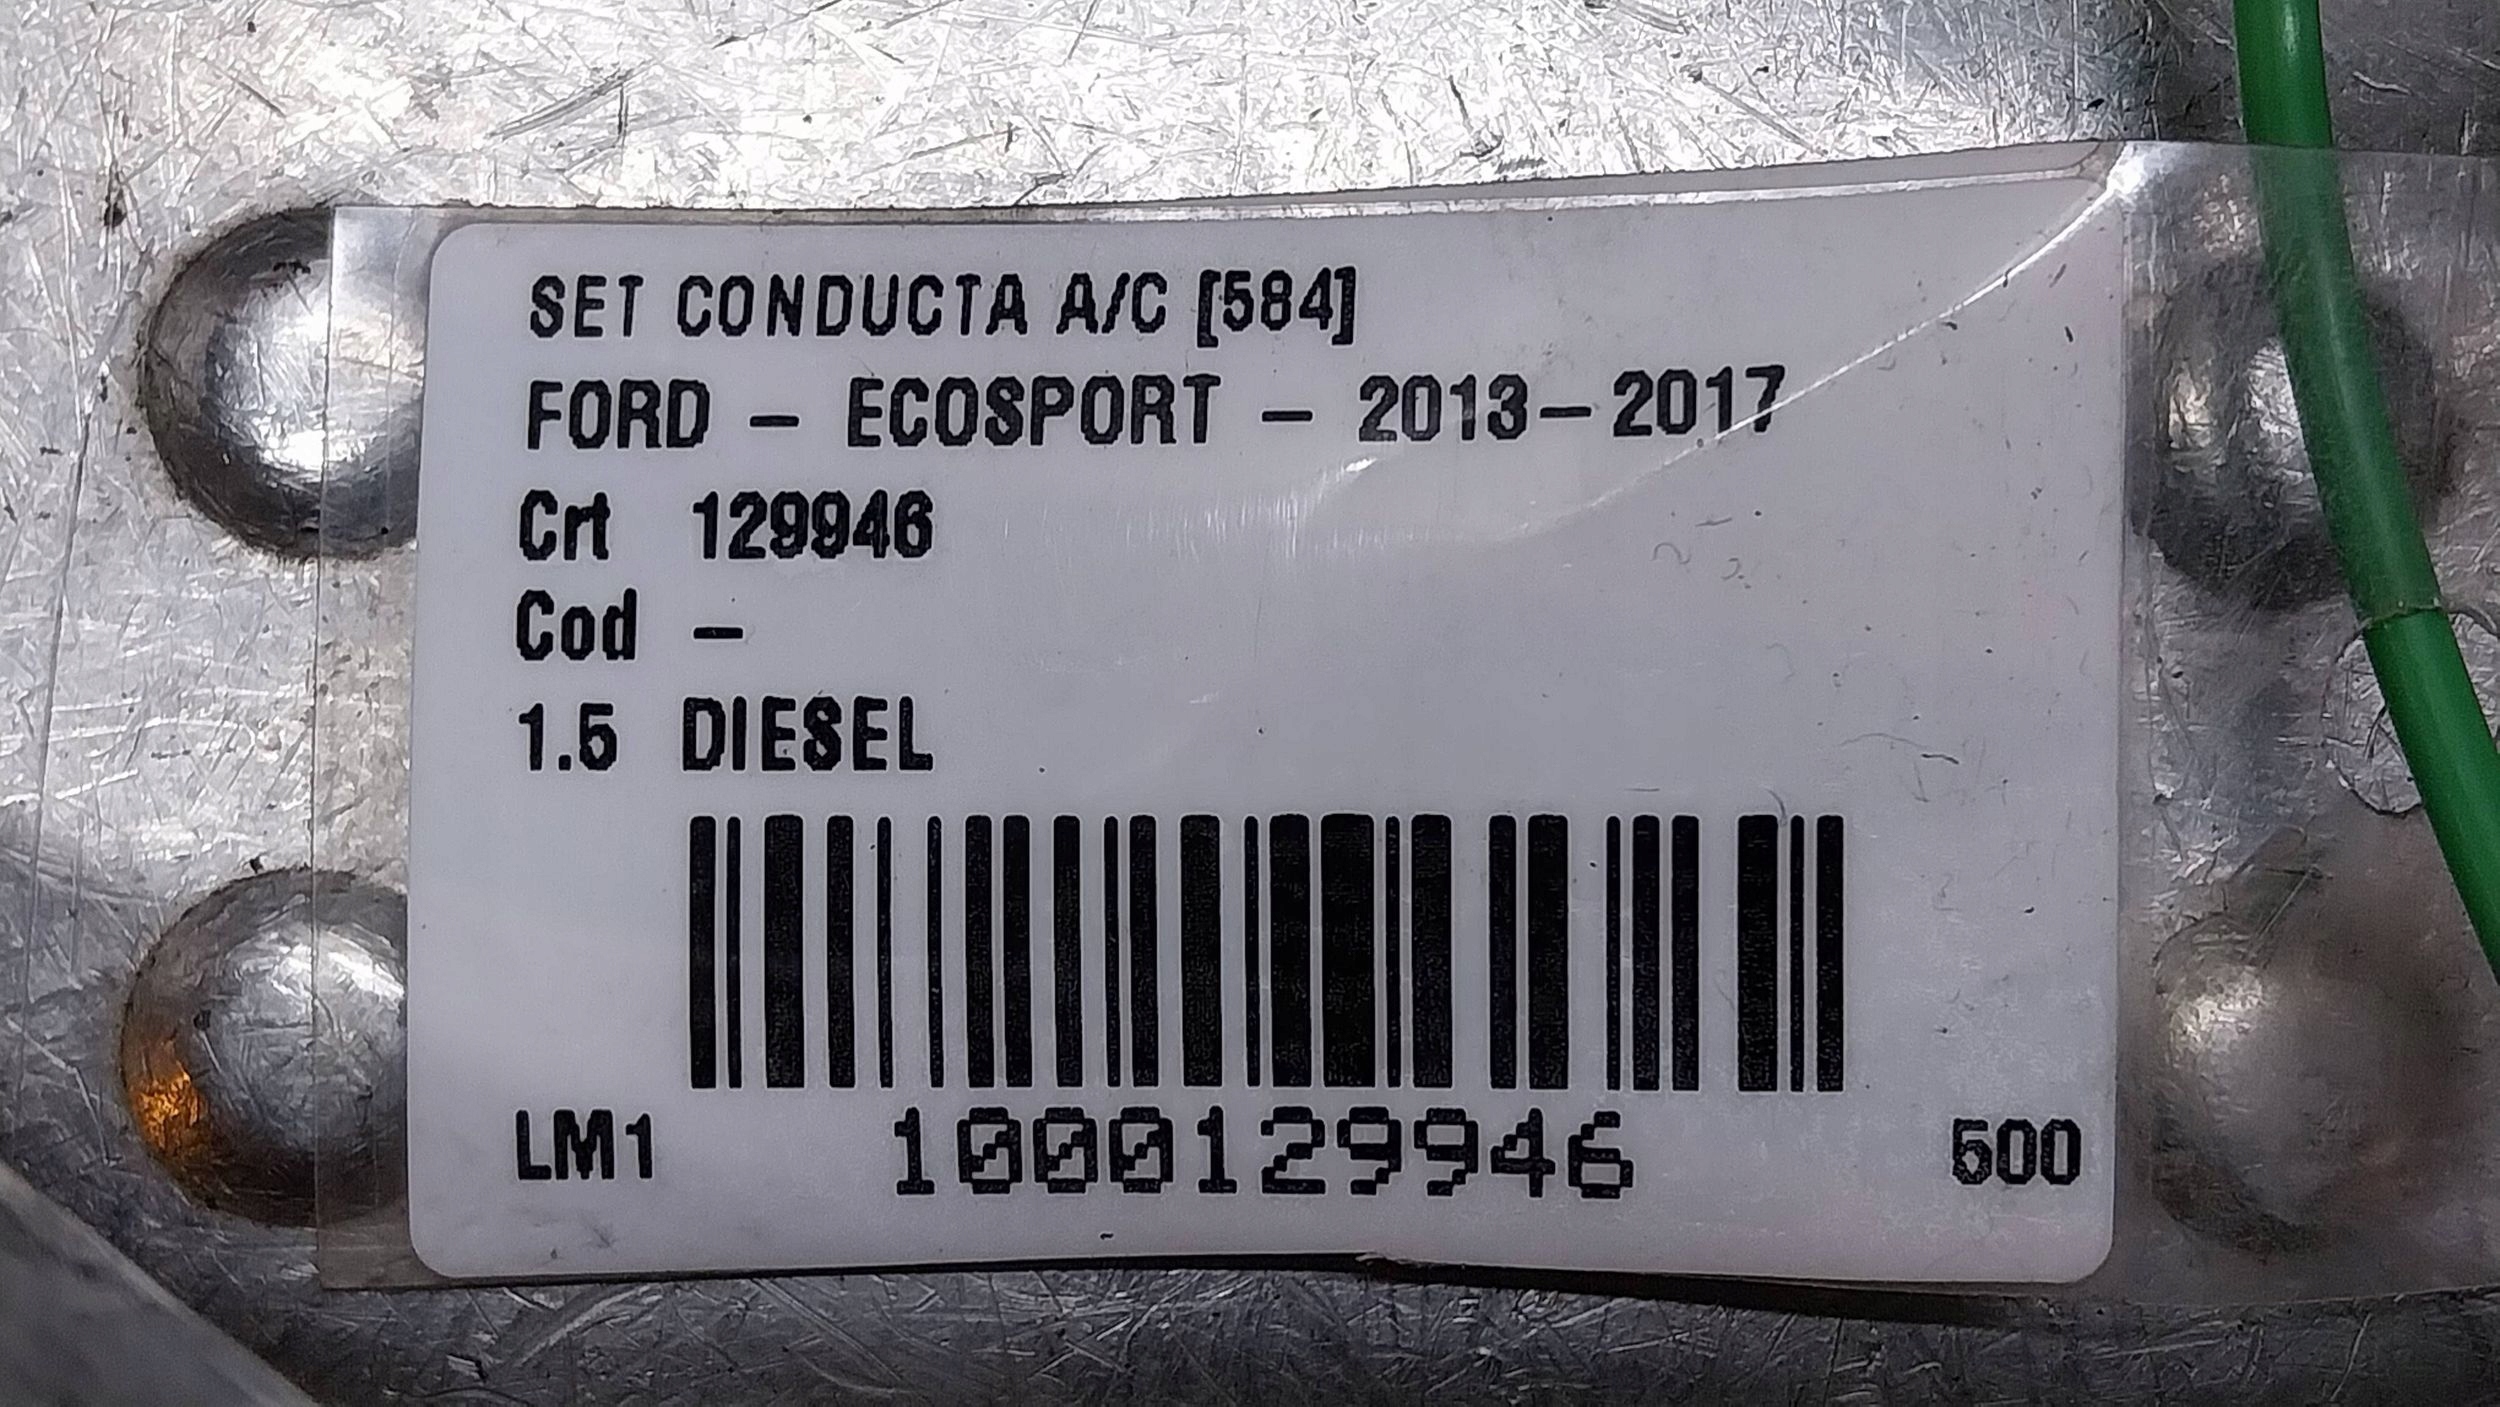 SET CONDUCTA A/C [584]
FORD - ECOSPORT - 2013-2017
Crt 129946
Cod -
1.5 DIESEL
LM1 1000129946 500